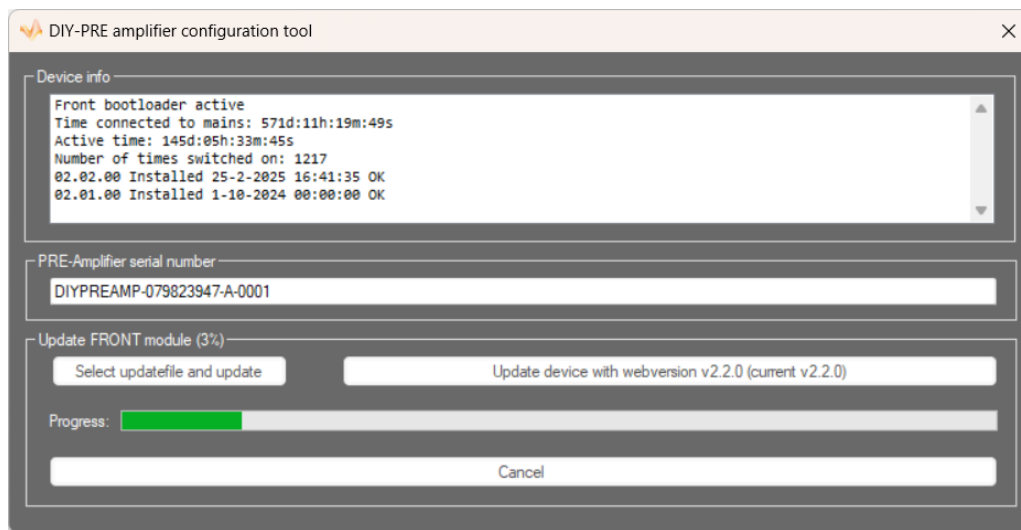 DIY-PRE amplifier configuration tool
Device info
Front bootloader active
Time connected to mains: 571d:11h:19m:49s
Active time: 145d:05h:33m:45s
Number of times switched on: 1217
02.02.00 Installed 25-2-2025 16:41:35 OK
02.01.00 Installed 1-10-2024 00:00:00 OK
PRE-Amplifier serial number
DIYPREAMP-079823947-A-0001
Update FRONT module (3%)
Select updatefile and update
Update device with webversion v2.2.0 (current v2.2.0)
Progress:
Cancel